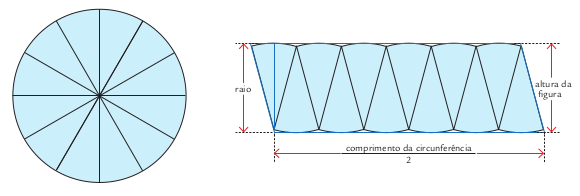 raio
altura da
figura
comprimento da circunferência
2